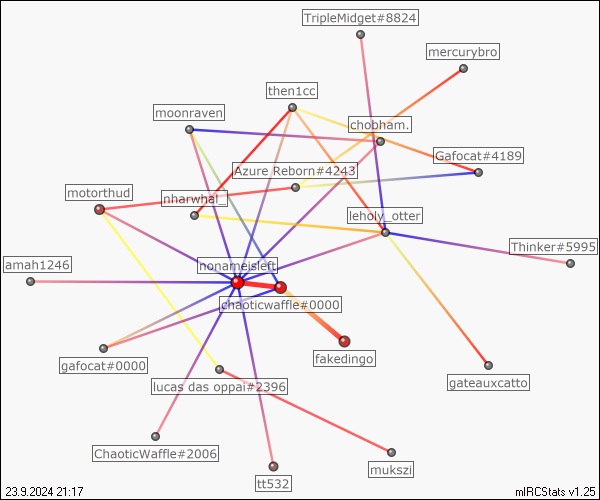 TripleMidget#8824
mercurybro
then1cc
moonraven
chobham.
Gafocat#4189
Azure Reborn#4243
motorthud
nharwhal_
leholy_otter
Thinker#5995
amah1246
nonameisleft
chaoticwaffle#0000
fakedingo
gafocat#0000
lucas das oppai#2396
gateauxcatto
ChaoticWaffle#2006
mukszi
tt532
23.9.2024 21:17
mIRCStats v1.25